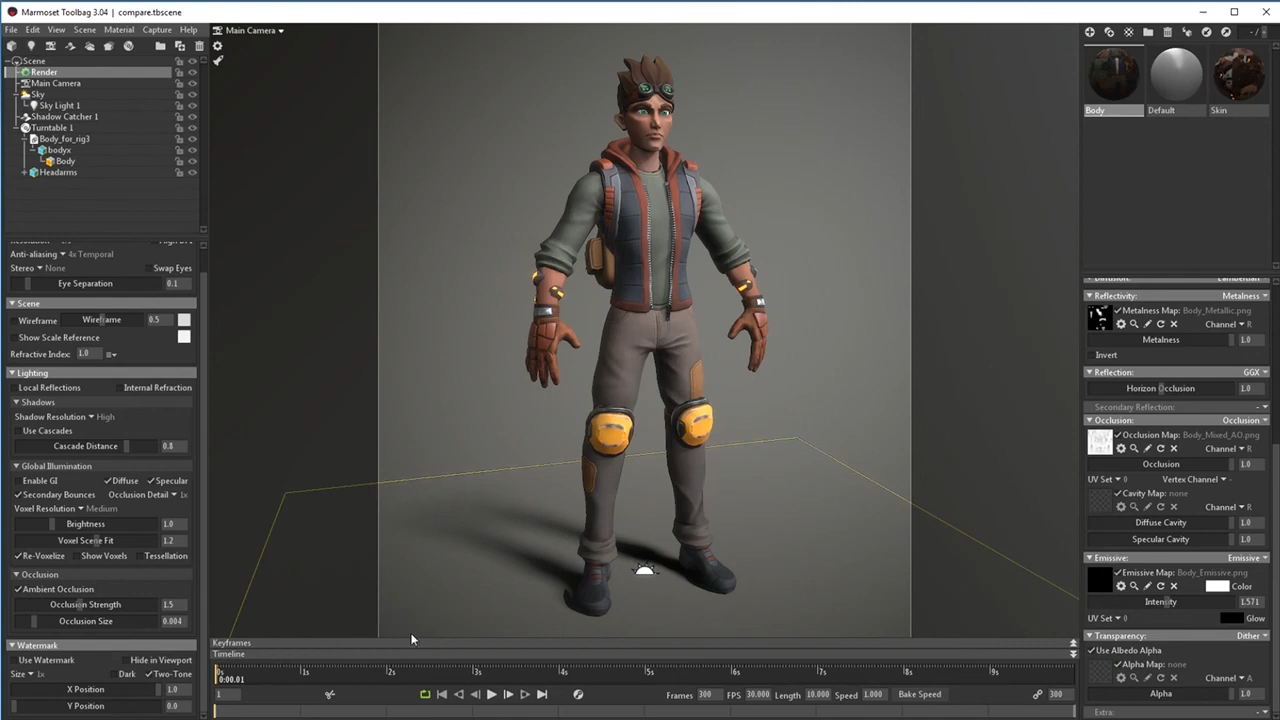 Marmoset Toolbag 3.04 | compare.tbscene
File Edit View Scene Material Capture Help
Main Camera
Scene
Render
Main Camera
Sky
Sky Light 1
Shadow Catcher 1
Turntable 1
Body_for_rig3
bodyx
Body
Headarms
Anti-aliasing 4x Temporal
Stereo None Swap Eyes
Eye Separation 0.1
Scene
Wireframe Wireframe 0.5
Show Scale Reference
Refractive Index: 1.0
Lighting
Local Reflections Internal Refraction
Shadows
Shadow Resolution High
Use Cascades
Cascade Distance 0.8
Global Illumination
Enable GI Diffuse Specular
Secondary Bounces Occlusion Detail 1x
Voxel Resolution Medium
Brightness 1.0
Voxel Scene Fit 1.2
Re-Voxelize Show Voxels Tessellation
Occlusion
Ambient Occlusion
Occlusion Strength 1.5
Occlusion Size 0.004
Watermark
Use Watermark Hide in Viewport
Size 1x Dark Two-Tone
X Position 1.0
Y Position 0.0
Keyframes
Timeline
0s 1s 2s 3s 4s 5s 6s 7s 8s 9s
0:00.01
1 Frames 300 FPS 30.000 Length 10.000 Speed 1.000 Bake Speed 300
Body Default Skin
Reflectivity: Metalness
Metalness Map: Body_Metallic.png
Channel R
Metalness 1.0
Invert
Reflection: GGX
Horizon Occlusion 1.0
Secondary Reflection:
Occlusion: Occlusion
Occlusion Map: Body_Mixed_AO.png
Channel R
Occlusion 1.0
UV Set 0 Vertex Channel -
Cavity Map: none
Channel R
Diffuse Cavity 1.0
Specular Cavity 1.0
Emissive: Emissive
Emissive Map: Body_Emissive.png
Color
Intensity 1.571
UV Set 0 Glow
Transparency: Dither
Use Albedo Alpha
Alpha Map: none
Channel A
Alpha 1.0
Extra: